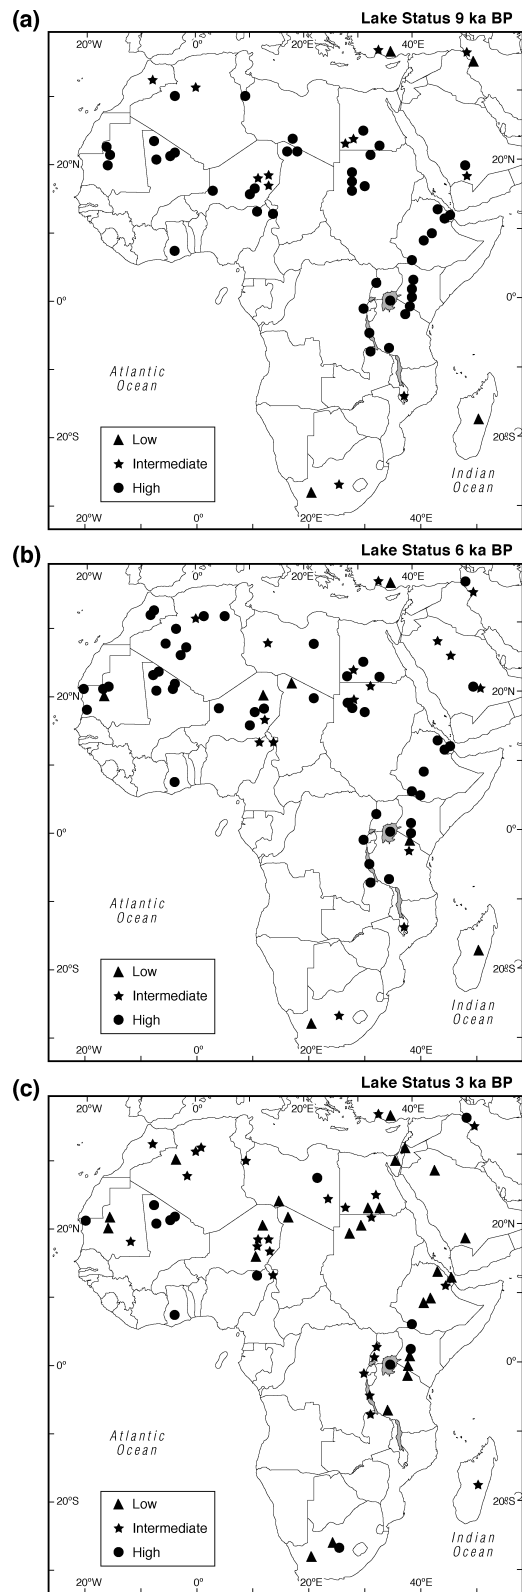 (a)
Lake Status 9 ka BP
20°W 0° 20°E 40°E
20°N 20°N
0° 0°
Atlantic
Ocean
20°S 20°S
Low
Intermediate
High
Indian
Ocean
20°W 0° 20°E 40°E
(b)
Lake Status 6 ka BP
20°W 0° 20°E 40°E
20°N 20°N
0° 0°
Atlantic
Ocean
20°S 20°S
Low
Intermediate
High
Indian
Ocean
20°W 0° 20°E 40°E
(c)
Lake Status 3 ka BP
20°W 0° 20°E 40°E
20°N 20°N
0° 0°
Atlantic
Ocean
20°S 20°S
Low
Intermediate
High
Indian
Ocean
20°W 0° 20°E 40°E